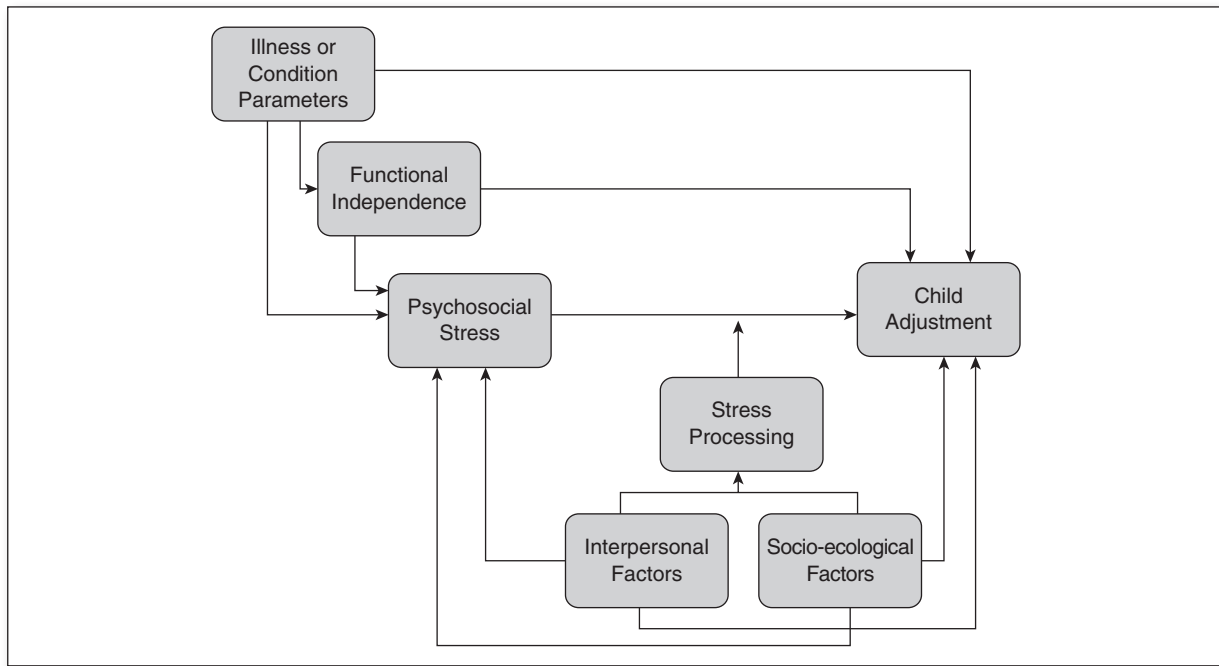 Illness or
Condition
Parameters
Functional
Independence
Psychosocial
Stress
Child
Adjustment
Stress
Processing
Interpersonal
Factors
Socio-ecological
Factors